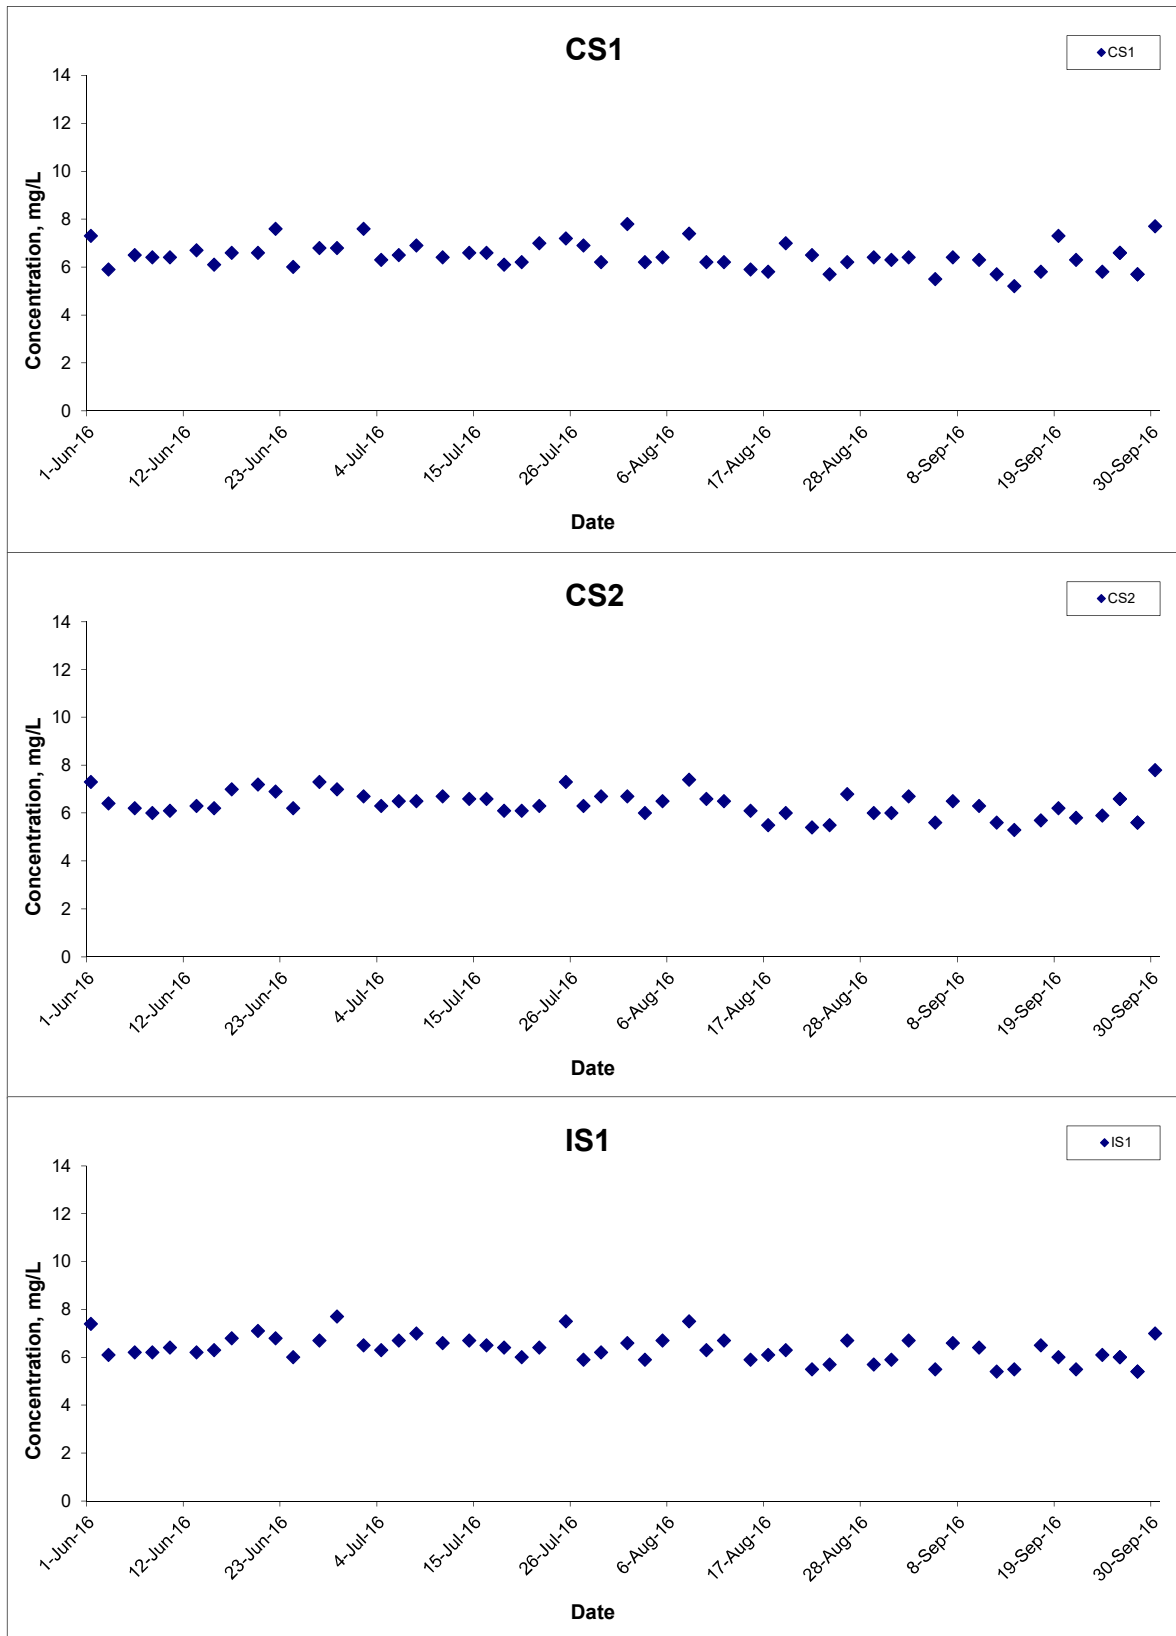 CS1
CS1
14
12
10
8
6
4
2
0
Concentration, mg/L
1-Jun-16
12-Jun-16
23-Jun-16
4-Jul-16
15-Jul-16
26-Jul-16
6-Aug-16
17-Aug-16
28-Aug-16
8-Sep-16
19-Sep-16
30-Sep-16
Date
CS2
CS2
14
12
10
8
6
4
2
0
Concentration, mg/L
1-Jun-16
12-Jun-16
23-Jun-16
4-Jul-16
15-Jul-16
26-Jul-16
6-Aug-16
17-Aug-16
28-Aug-16
8-Sep-16
19-Sep-16
30-Sep-16
Date
IS1
IS1
14
12
10
8
6
4
2
0
Concentration, mg/L
1-Jun-16
12-Jun-16
23-Jun-16
4-Jul-16
15-Jul-16
26-Jul-16
6-Aug-16
17-Aug-16
28-Aug-16
8-Sep-16
19-Sep-16
30-Sep-16
Date